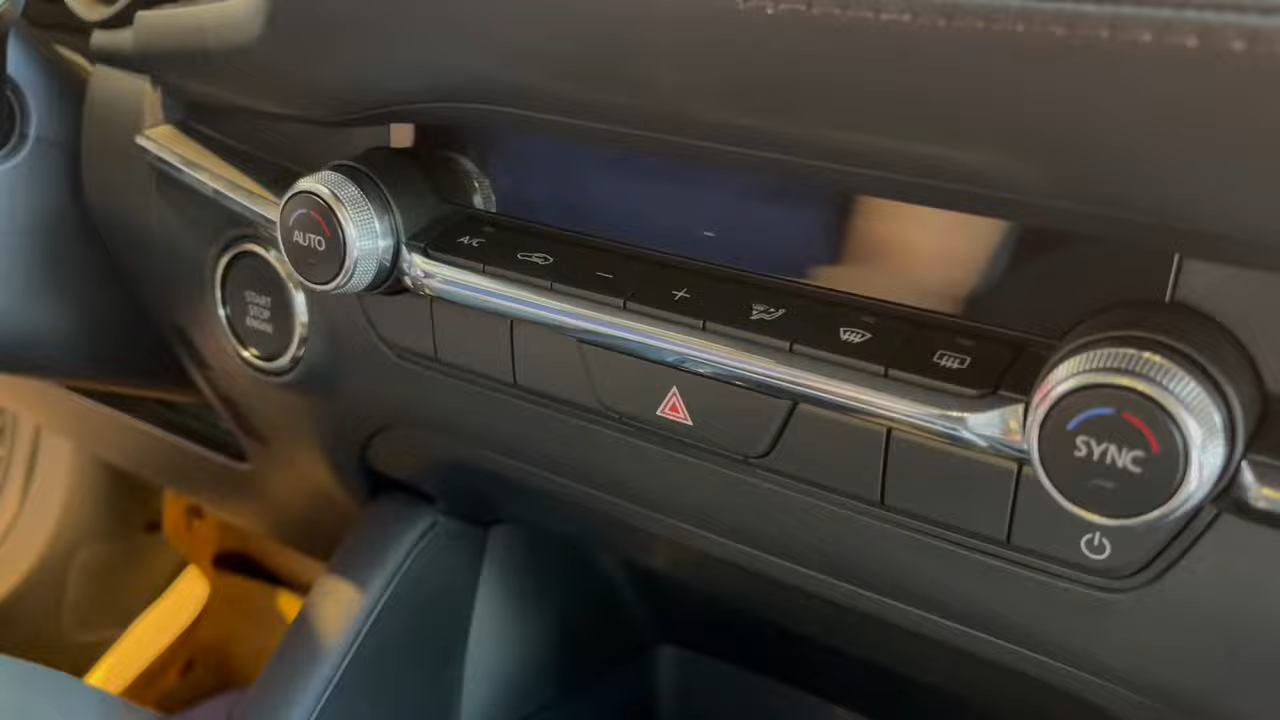 AUTO
A/C
START
STOP
ENGINE
− +
SYNC